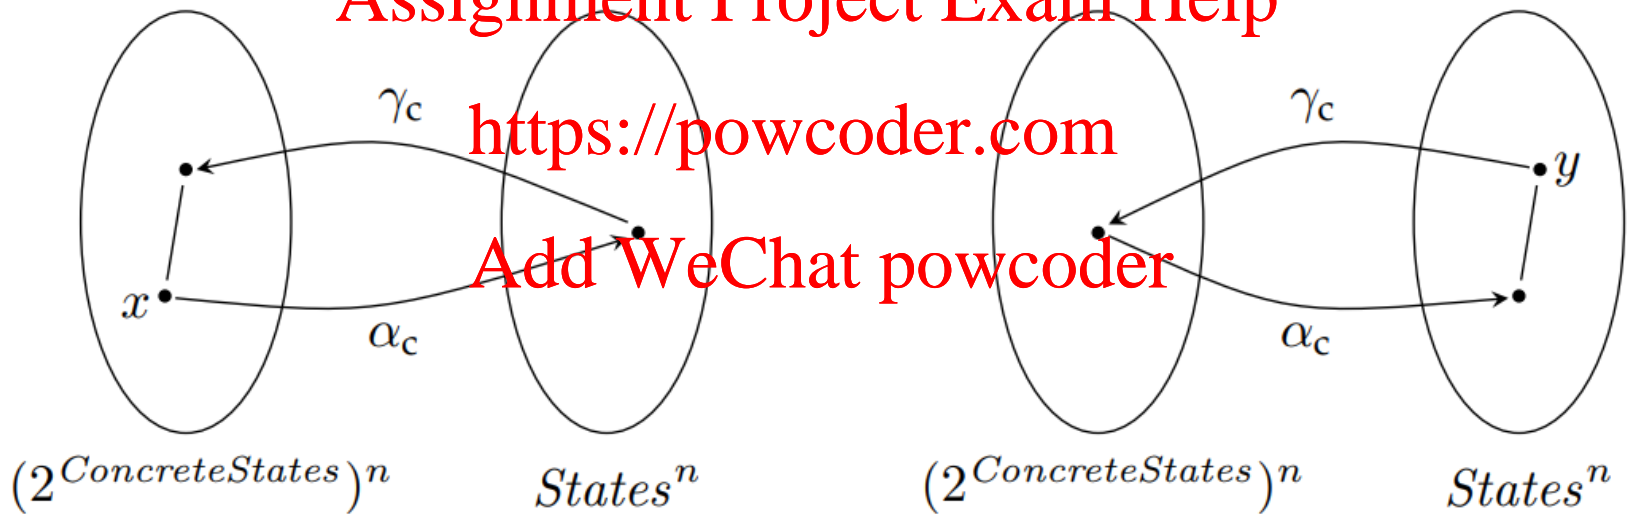 Assignment Project Exam Help
γc γc
https://powcoder.com
y
Add WeChat powcoder
x
αc αc
(2^ConcreteStates)^n States^n (2^ConcreteStates)^n States^n